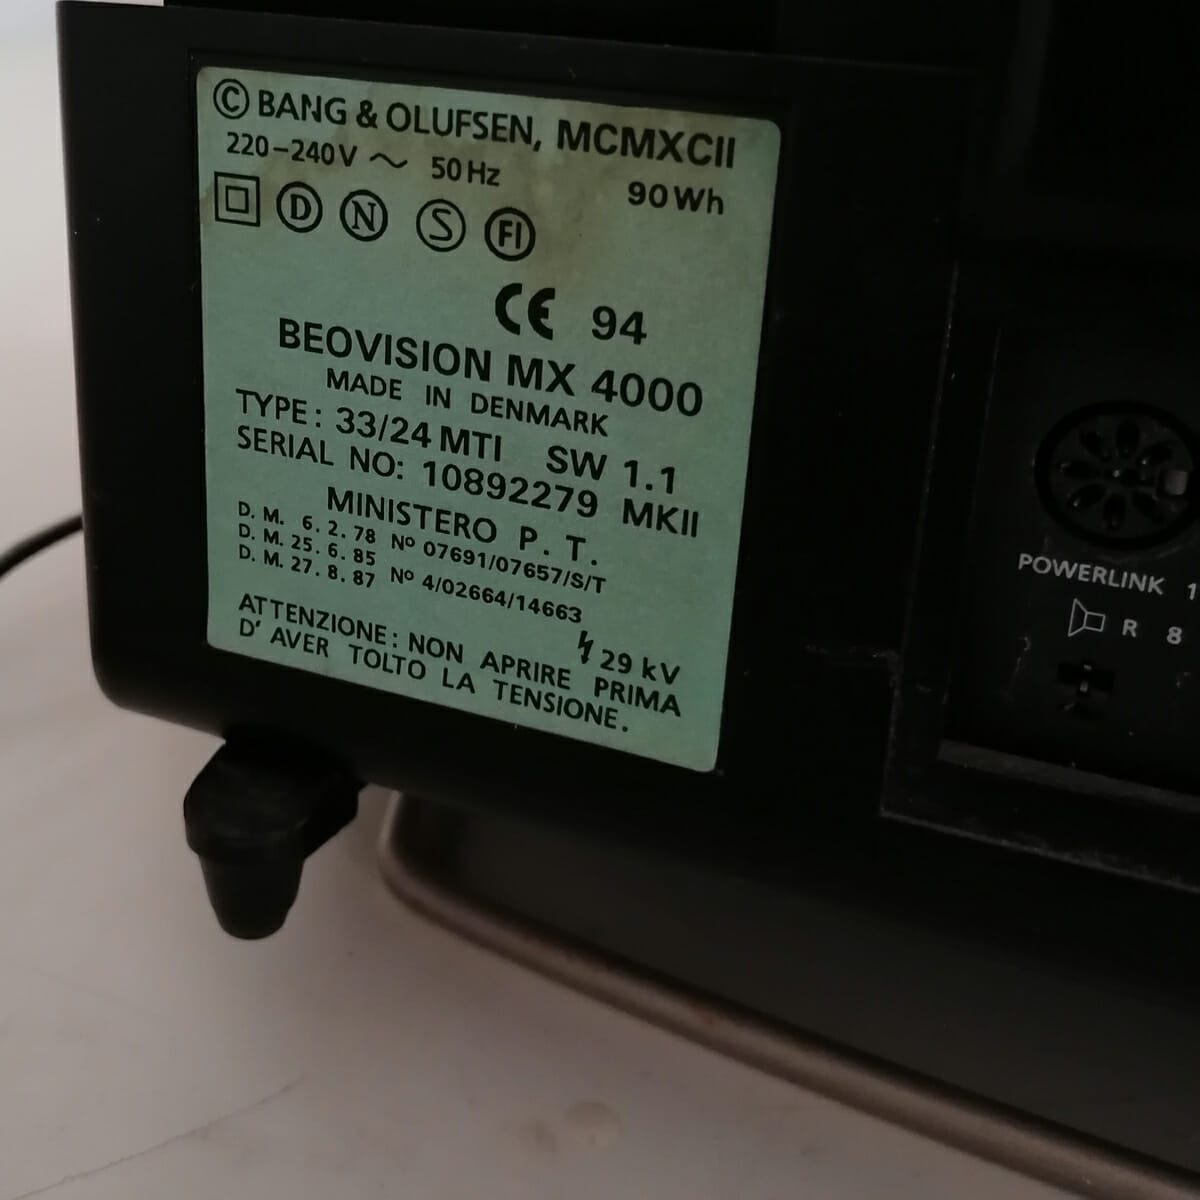 © BANG & OLUFSEN, MCMXCII
220–240V ~ 50Hz 90Wh
D N S FI
CE 94
BEOVISION MX 4000
MADE IN DENMARK
TYPE: 33/24 MTI SW 1.1
SERIAL NO: 10892279 MKII
MINISTERO P. T.
D. M. 6. 2. 78 Nº 07691/07657/S/T
D. M. 25. 6. 85
D. M. 27. 8. 87 Nº 4/02664/14663
29 kV
ATTENZIONE: NON APRIRE PRIMA
D' AVER TOLTO LA TENSIONE.
POWERLINK 1
R 8